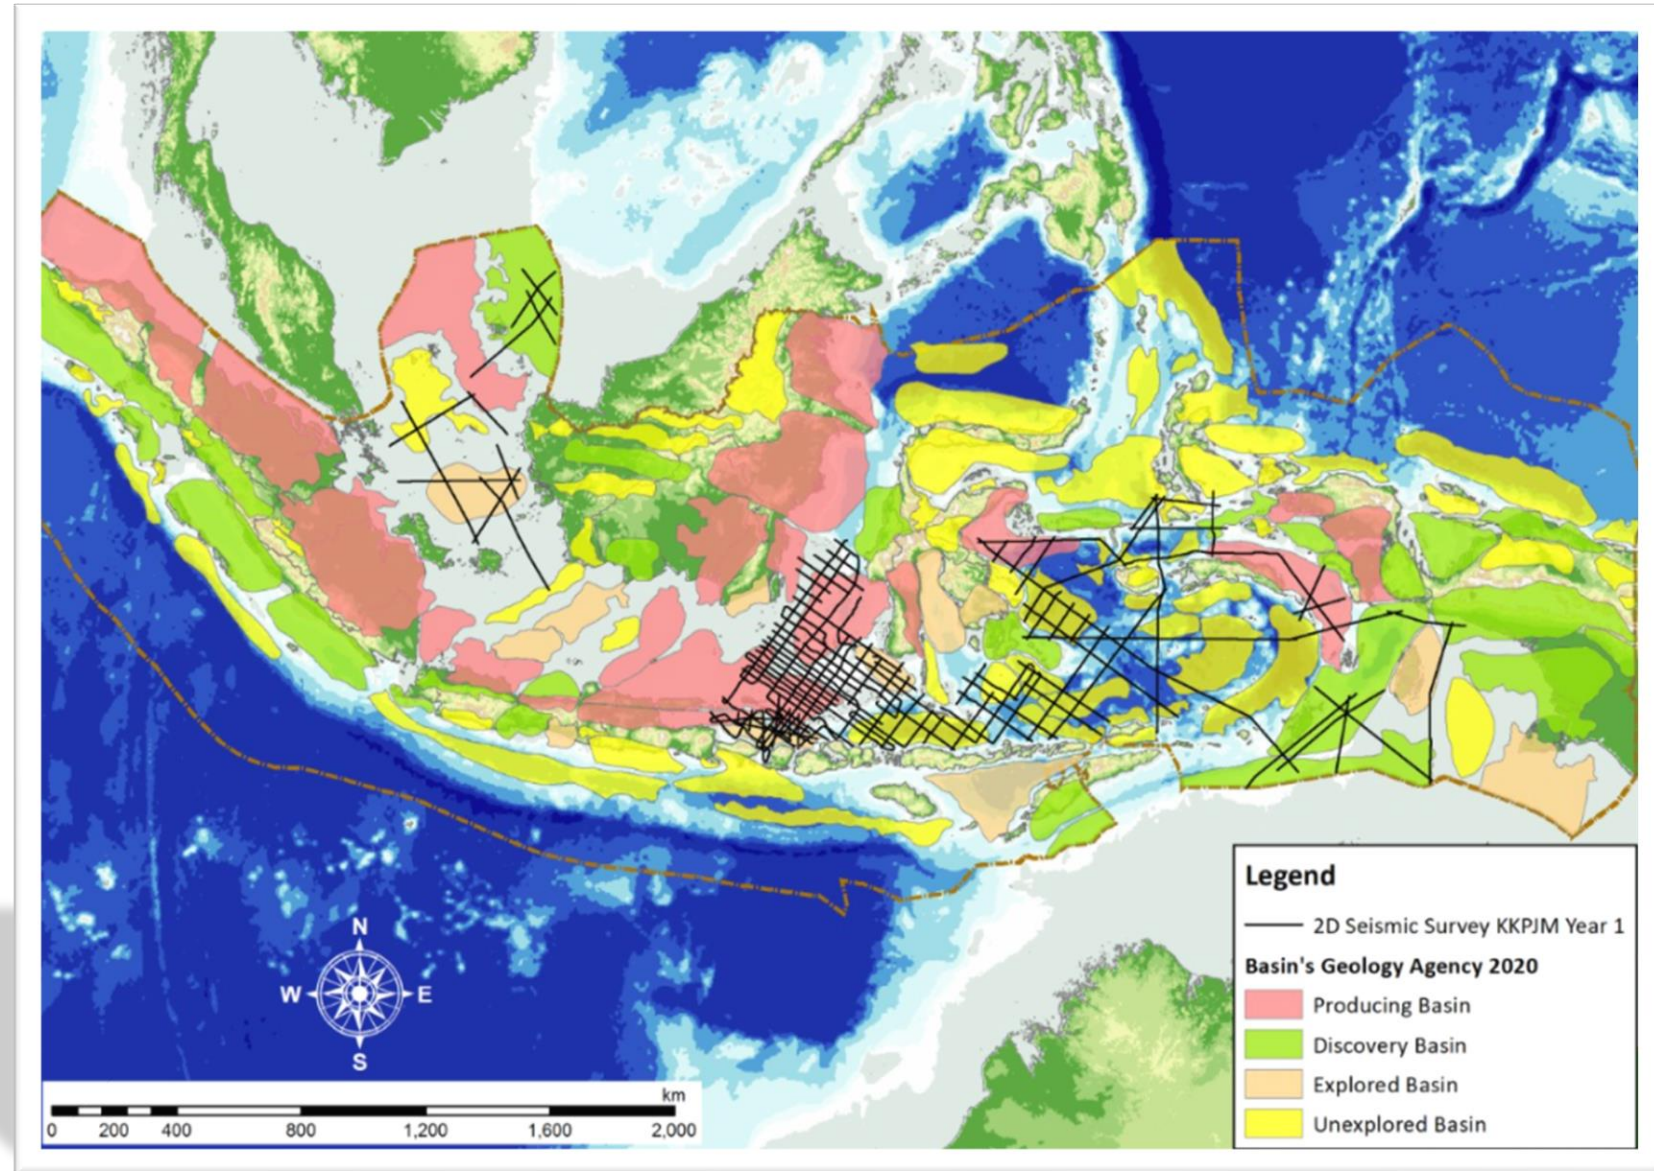 N
W E
S
km
0 200 400 800 1,200 1,600 2,000
Legend
2D Seismic Survey KKPJM Year 1
Basin's Geology Agency 2020
Producing Basin
Discovery Basin
Explored Basin
Unexplored Basin